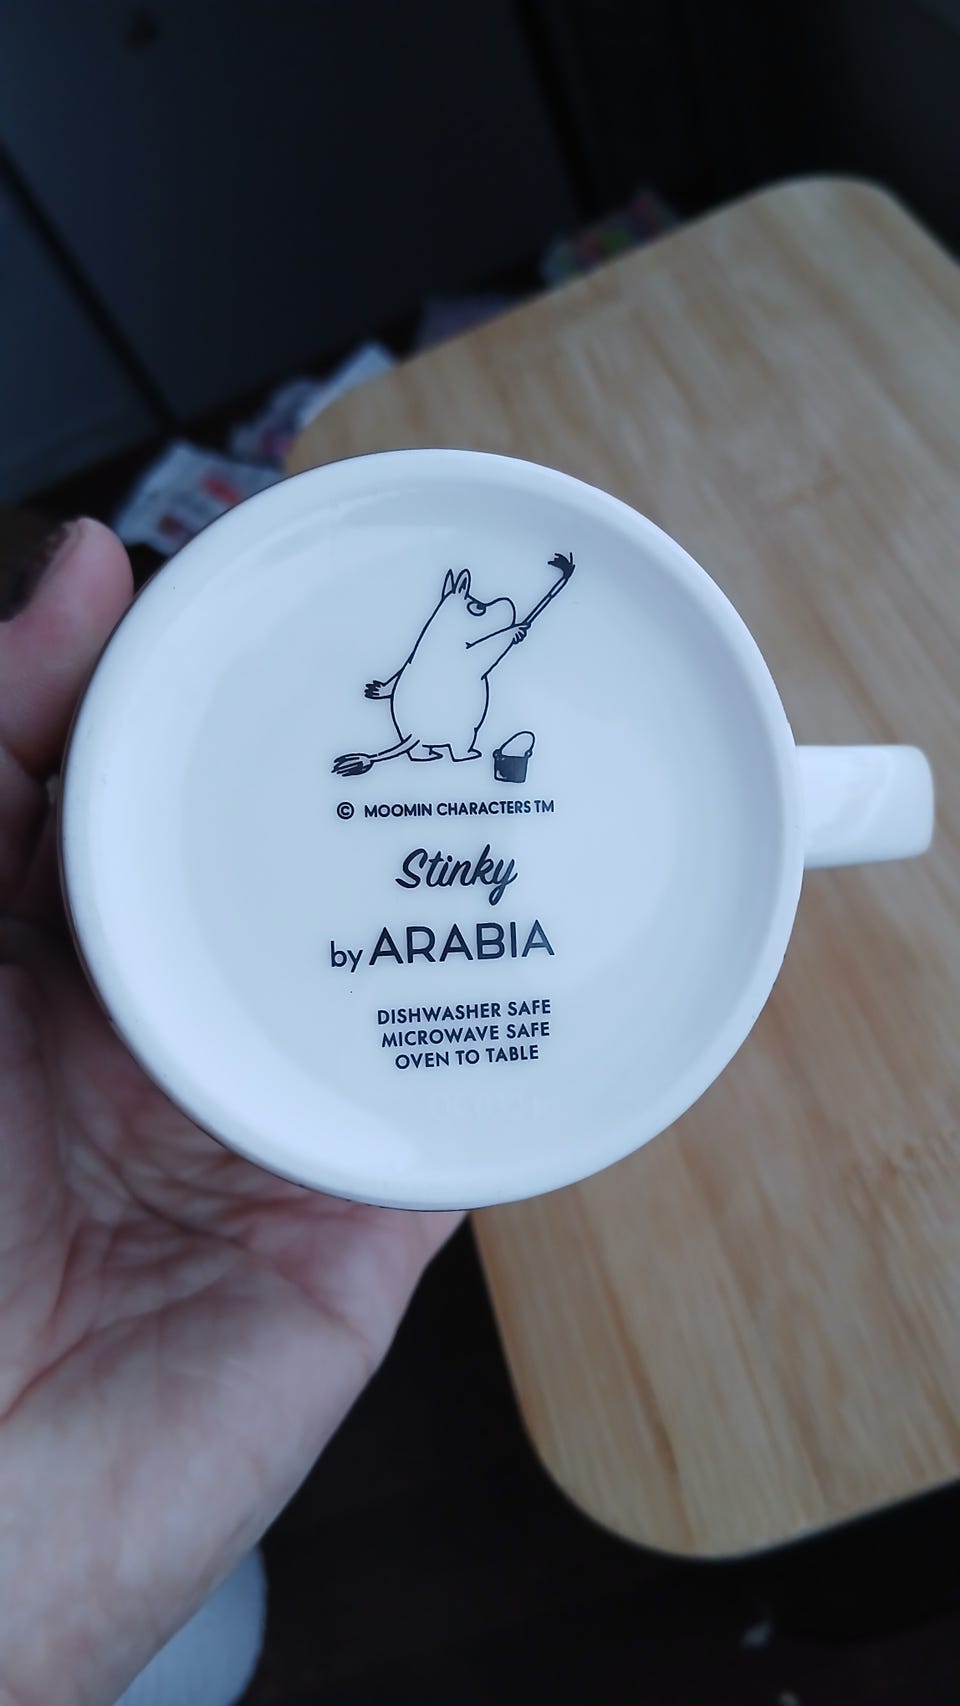 © MOOMIN CHARACTERS TM
Stinky
by ARABIA
DISHWASHER SAFE
MICROWAVE SAFE
OVEN TO TABLE